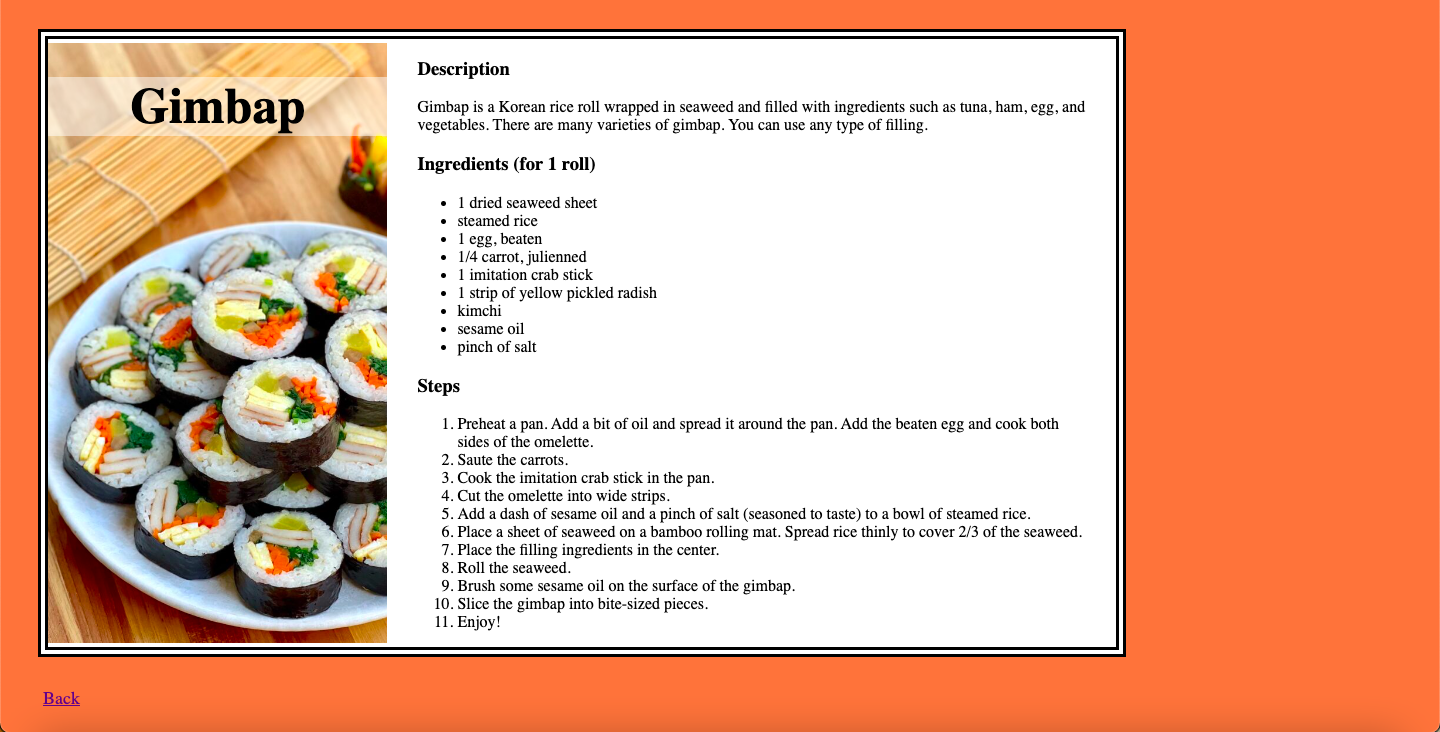 Gimbap
Description
Gimbap is a Korean rice roll wrapped in seaweed and filled with ingredients such as tuna, ham, egg, and
vegetables. There are many varieties of gimbap. You can use any type of filling.
Ingredients (for 1 roll)
• 1 dried seaweed sheet
• steamed rice
• 1 egg, beaten
• 1/4 carrot, julienned
• 1 imitation crab stick
• 1 strip of yellow pickled radish
• kimchi
• sesame oil
• pinch of salt
Steps
1. Preheat a pan. Add a bit of oil and spread it around the pan. Add the beaten egg and cook both
sides of the omelette.
2. Saute the carrots.
3. Cook the imitation crab stick in the pan.
4. Cut the omelette into wide strips.
5. Add a dash of sesame oil and a pinch of salt (seasoned to taste) to a bowl of steamed rice.
6. Place a sheet of seaweed on a bamboo rolling mat. Spread rice thinly to cover 2/3 of the seaweed.
7. Place the filling ingredients in the center.
8. Roll the seaweed.
9. Brush some sesame oil on the surface of the gimbap.
10. Slice the gimbap into bite-sized pieces.
11. Enjoy!
Back